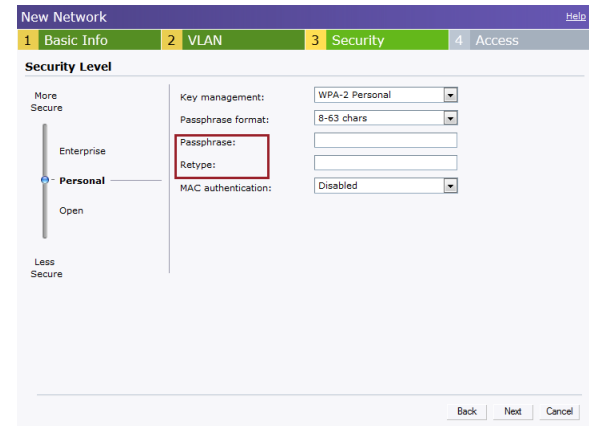 New Network
Help
1 Basic Info 2 VLAN 3 Security 4 Access
Security Level
More
Secure
Enterprise
Personal
Open
Less
Secure
Key management: WPA-2 Personal
Passphrase format: 8-63 chars
Passphrase:
Retype:
MAC authentication: Disabled
Back Next Cancel